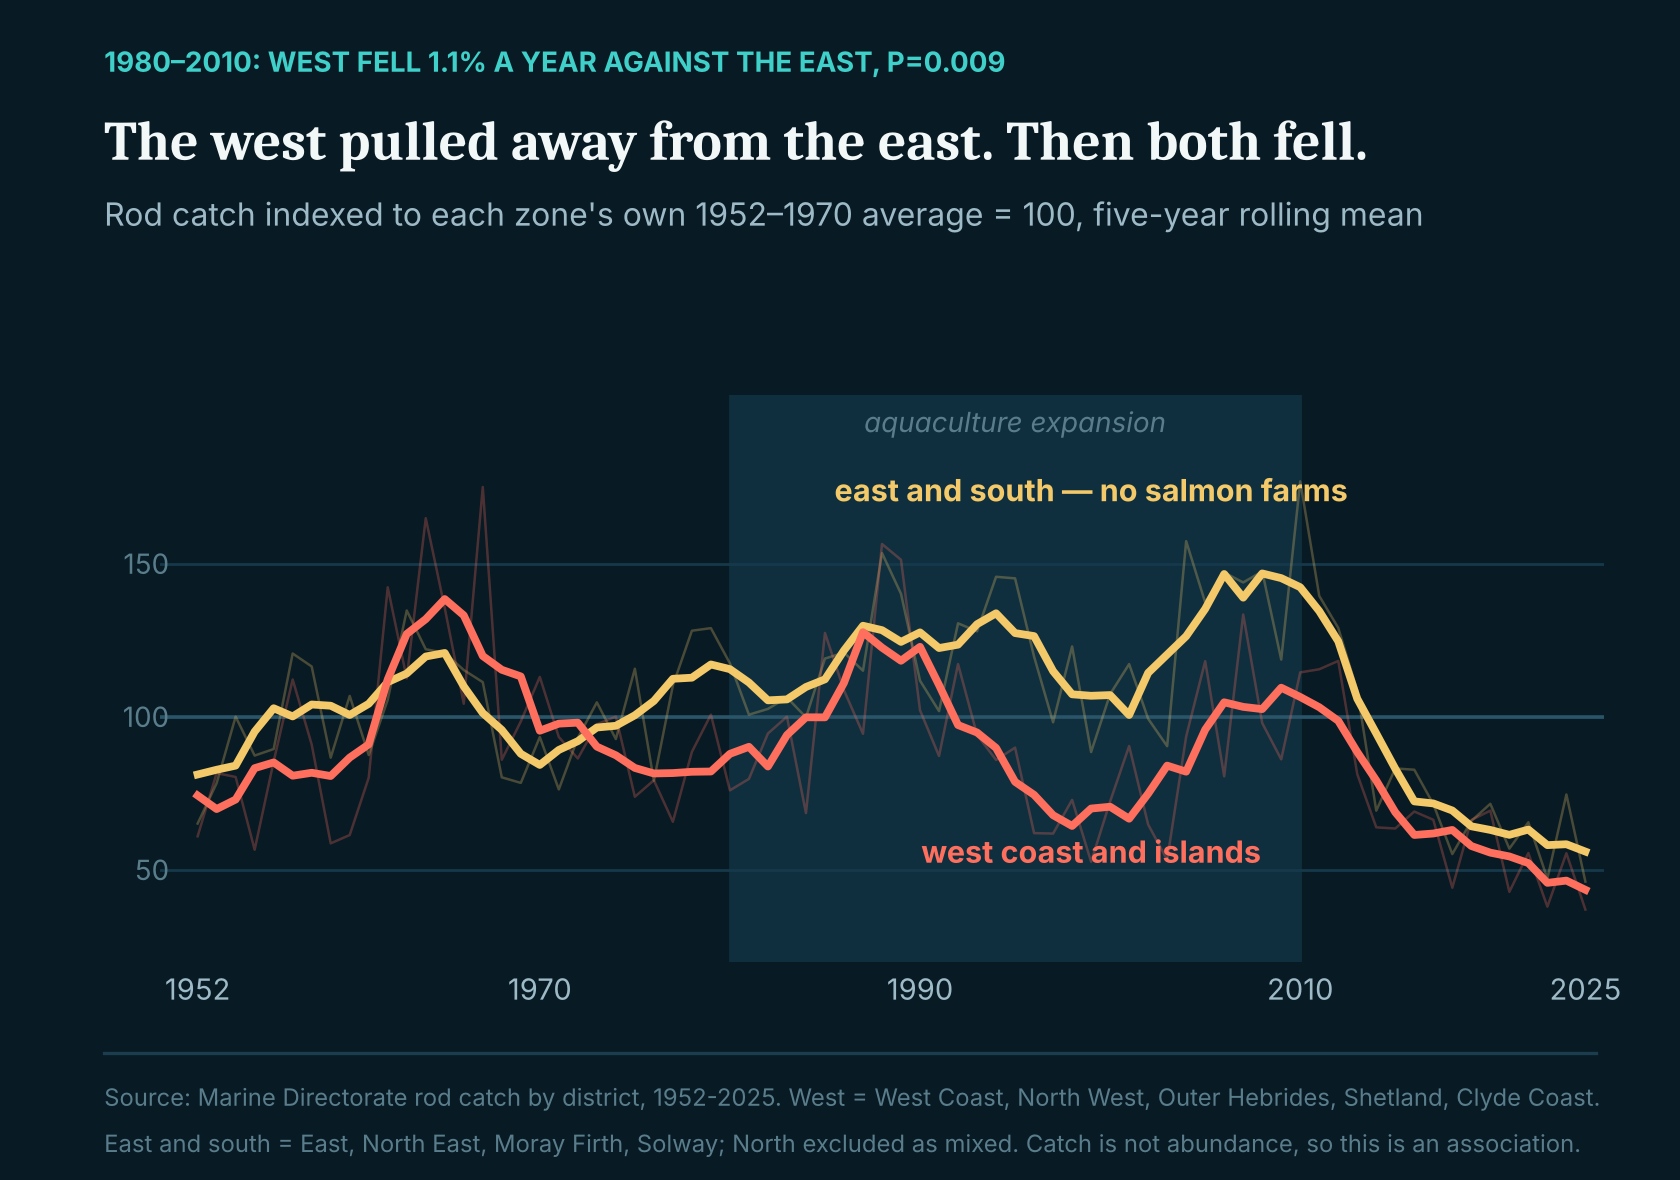 1980–2010: WEST FELL 1.1% A YEAR AGAINST THE EAST, P=0.009
The west pulled away from the east. Then both fell.
Rod catch indexed to each zone's own 1952–1970 average = 100, five-year rolling mean
aquaculture expansion
east and south — no salmon farms
150
100
west coast and islands
50
1952 1970 1990 2010 2025
Source: Marine Directorate rod catch by district, 1952-2025. West = West Coast, North West, Outer Hebrides, Shetland, Clyde Coast.
East and south = East, North East, Moray Firth, Solway; North excluded as mixed. Catch is not abundance, so this is an association.